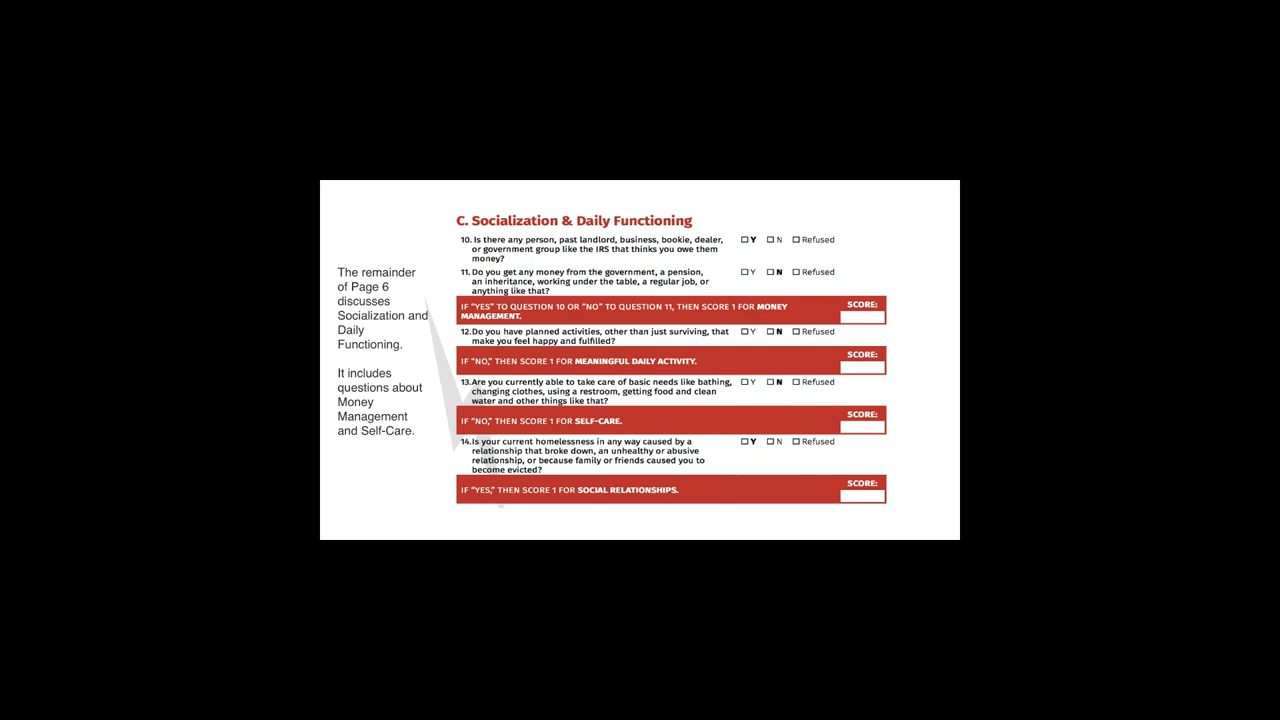 The remainder
of Page 6
discusses
Socialization and
Daily
Functioning.
It includes
questions about
Money
Management
and Self-Care.
C. Socialization & Daily Functioning
10. Is there any person, past landlord, business, bookie, dealer, ☐ Y ☐ N ☐ Refused
or government group like the IRS that thinks you owe them
money?
11. Do you get any money from the government, a pension, ☐ Y ☐ N ☐ Refused
an inheritance, working under the table, a regular job, or
anything like that?
IF “YES” TO QUESTION 10 OR “NO” TO QUESTION 11, THEN SCORE 1 FOR MONEY SCORE:
MANAGEMENT.
12. Do you have planned activities, other than just surviving, that ☐ Y ☐ N ☐ Refused
make you feel happy and fulfilled?
IF “NO,” THEN SCORE 1 FOR MEANINGFUL DAILY ACTIVITY. SCORE:
13. Are you currently able to take care of basic needs like bathing, ☐ Y ☐ N ☐ Refused
changing clothes, using a restroom, getting food and clean
water and other things like that?
IF “NO,” THEN SCORE 1 FOR SELF-CARE. SCORE:
14. Is your current homelessness in any way caused by a ☐ Y ☐ N ☐ Refused
relationship that broke down, an unhealthy or abusive
relationship, or because family or friends caused you to
become evicted?
IF “YES,” THEN SCORE 1 FOR SOCIAL RELATIONSHIPS. SCORE: